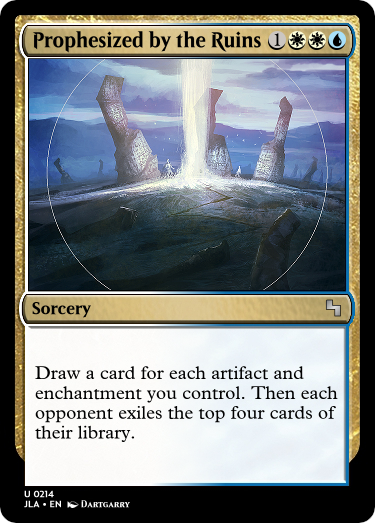 Prophesized by the Ruins 1
Sorcery
Draw a card for each artifact and
enchantment you control. Then each
opponent exiles the top four cards of
their library.
U 0214
JLA • EN Dartgarry